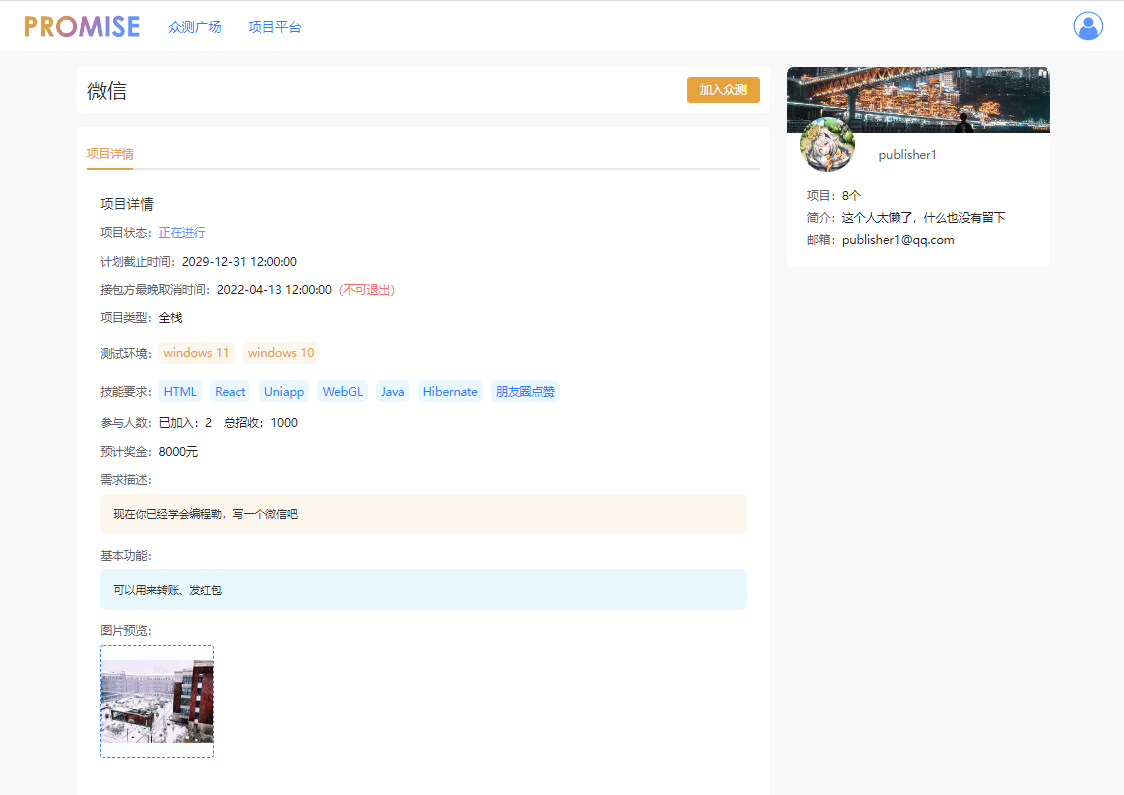 PROMISE 众测广场 项目平台
微信 加入众测
项目详情
项目详情
项目状态：正在进行
计划截止时间：2029-12-31 12:00:00
接包方最晚取消时间：2022-04-13 12:00:00 (不可退出)
项目类型：全栈
测试环境：windows 11 windows 10
技能要求：HTML React Uniapp WebGL Java Hibernate 朋友圈点赞
参与人数：已加入：2 总招收：1000
预计奖金：8000元
需求描述：
现在你已经学会编程勒，写一个微信吧
基本功能：
可以用来转账、发红包
图片预览：
publisher1
项目：8个
简介：这个人太懒了，什么也没有留下
邮箱：publisher1@qq.com